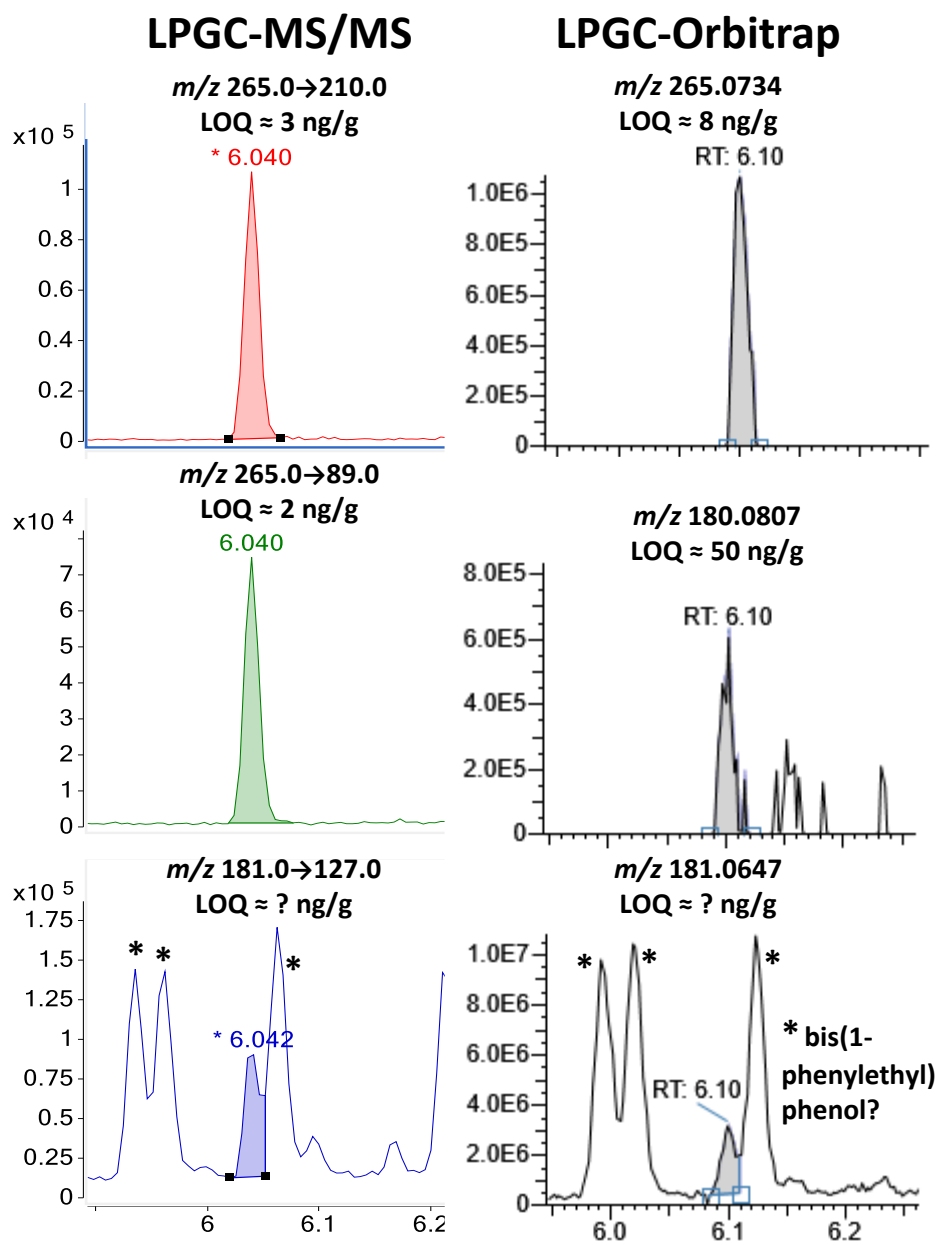 LPGC-MS/MS
LPGC-Orbitrap
m/z 265.0→210.0
LOQ ≈ 3 ng/g
x10 5
* 6.040
1
0.8
0.6
0.4
0.2
0
m/z 265.0734
LOQ ≈ 8 ng/g
RT: 6.10
1.0E6
8.0E5
6.0E5
4.0E5
2.0E5
0
m/z 265.0→89.0
LOQ ≈ 2 ng/g
x10 4
6.040
7
6
5
4
3
2
1
0
m/z 180.0807
LOQ ≈ 50 ng/g
8.0E5
RT: 6.10
6.0E5
4.0E5
2.0E5
0
m/z 181.0→127.0
LOQ ≈ ? ng/g
x10 5
1.75
1.5
1.25
1
0.75
0.5
0.25
0
* * *
* 6.042
6 6.1 6.2
m/z 181.0647
LOQ ≈ ? ng/g
1.0E7
8.0E6
6.0E6
4.0E6
2.0E6
0
* * *
RT: 6.10
* bis(1-
phenylethyl)
phenol?
6.0 6.1 6.2